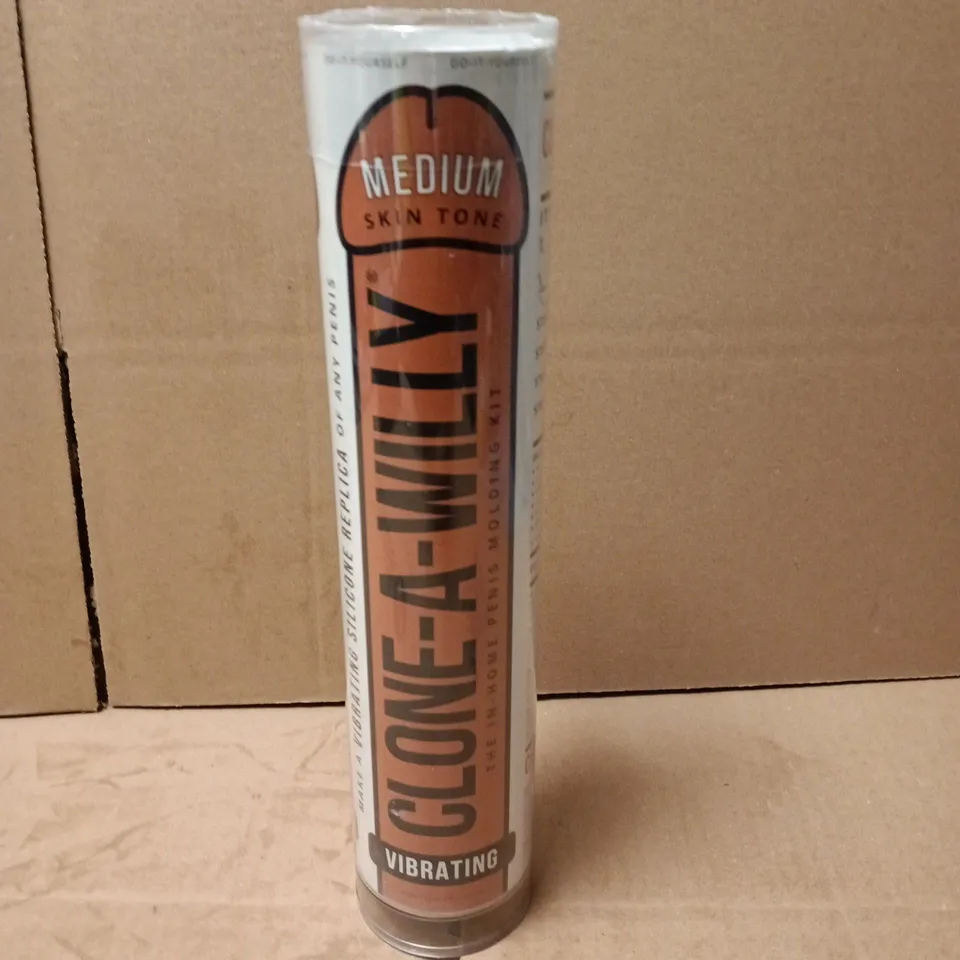 DO-IT-YOURSELF DO-IT-YOURSELF
MEDIUM
SKIN TONE
CLONE-A-WILLY®
THE IN-HOME PENIS MOLDING KIT
MAKE A VIBRATING SILICONE REPLICA OF ANY PENIS
VIBRATING